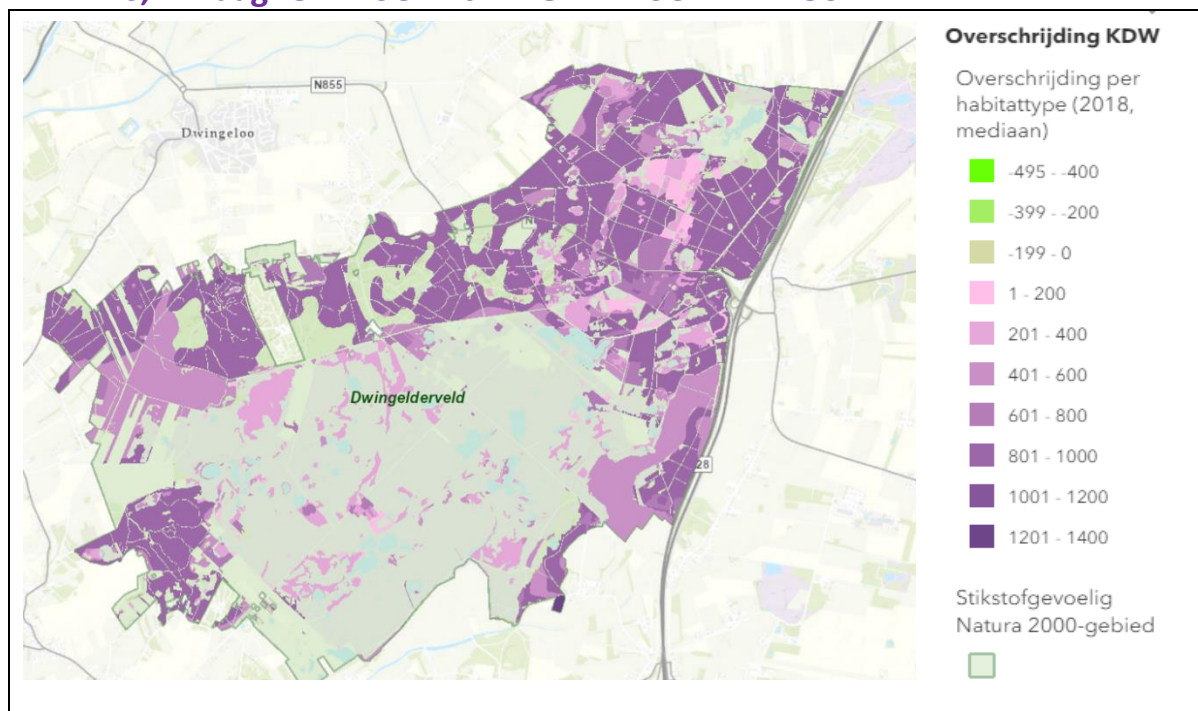 Overschrijding KDW
Overschrijding per
habitattype (2018,
mediaan)
-495 - -400
-399 - -200
-199 - 0
1 - 200
201 - 400
401 - 600
601 - 800
801 - 1000
1001 - 1200
1201 - 1400
Stikstofgevoelig
Natura 2000-gebied
N855
Dwingeloo
Dwingelderveld
28